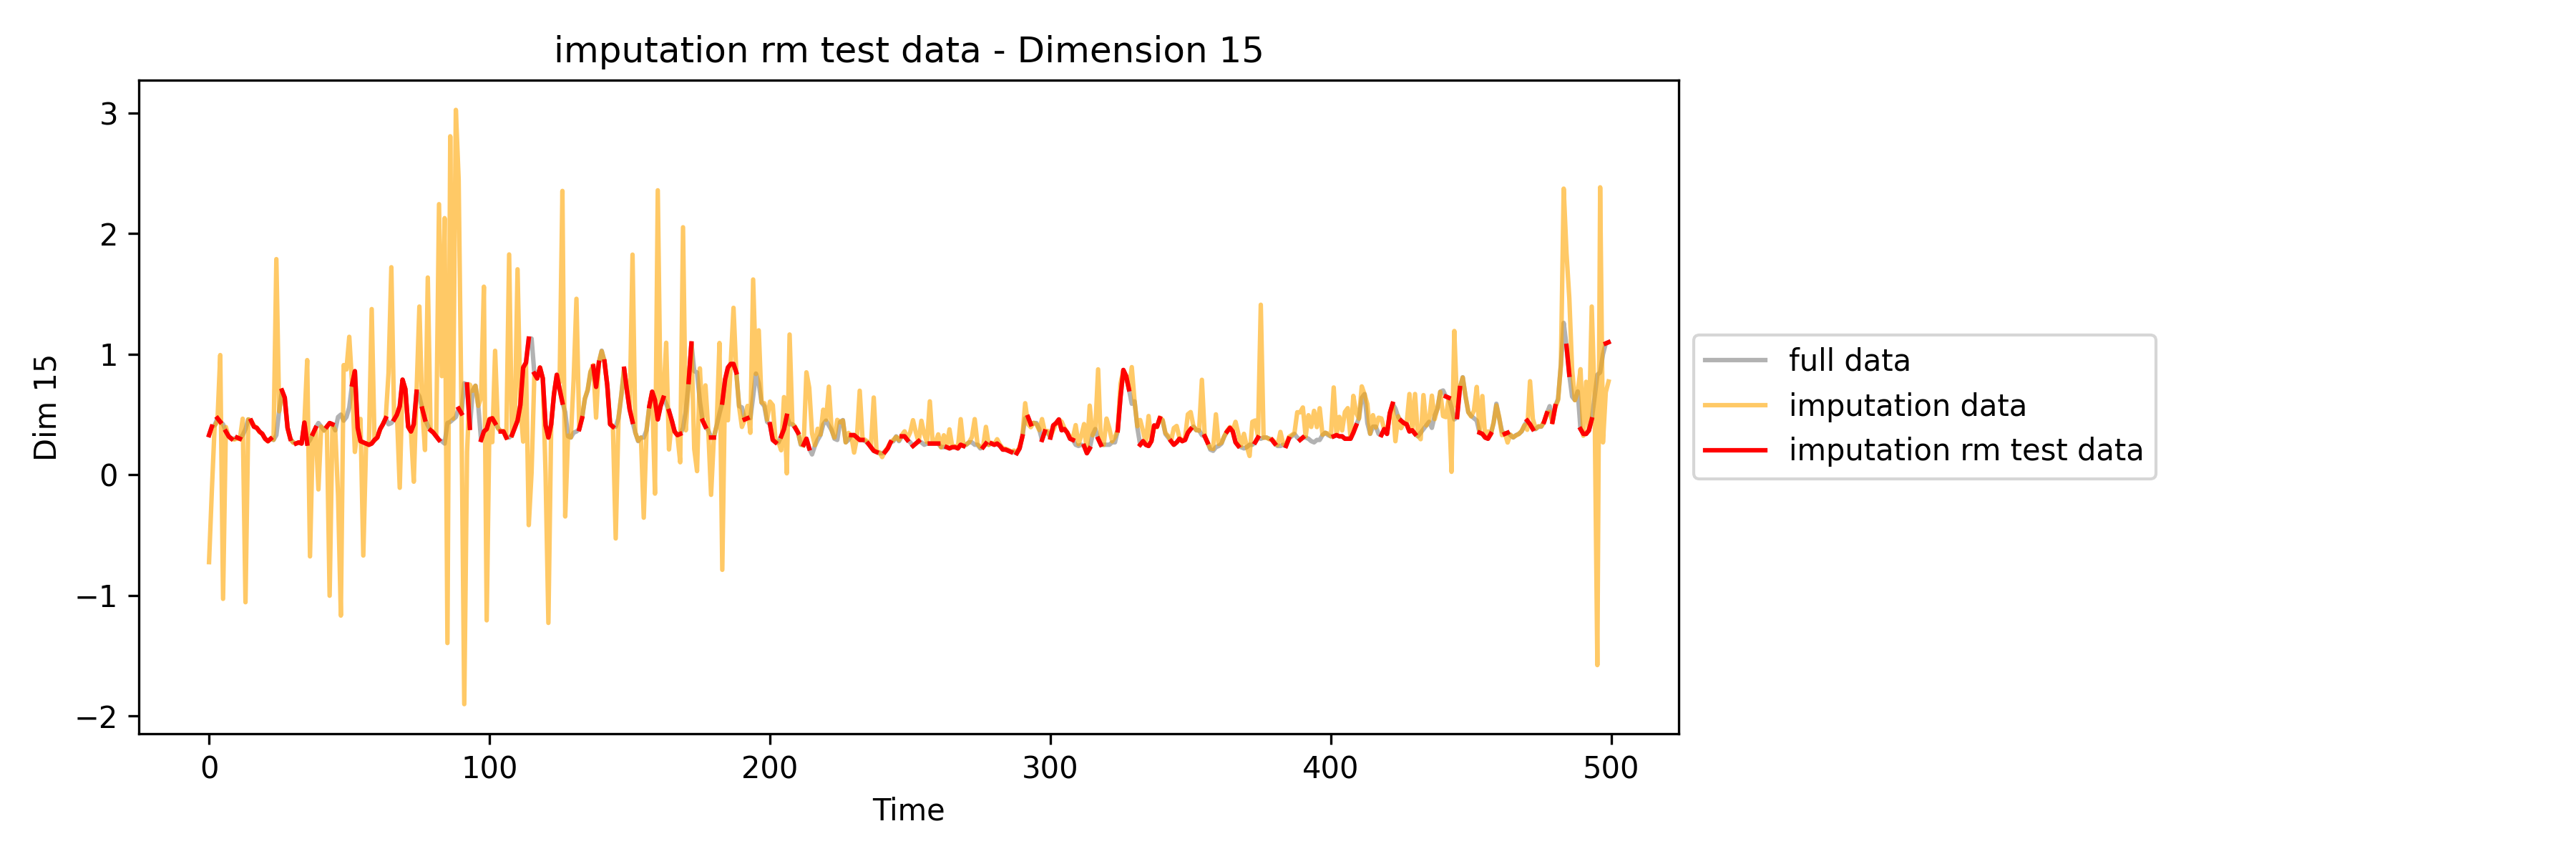 imputation rm test data - Dimension 15
3
2
1
0
−1
−2
Dim 15
0 100 200 300 400 500
Time
full data
imputation data
imputation rm test data